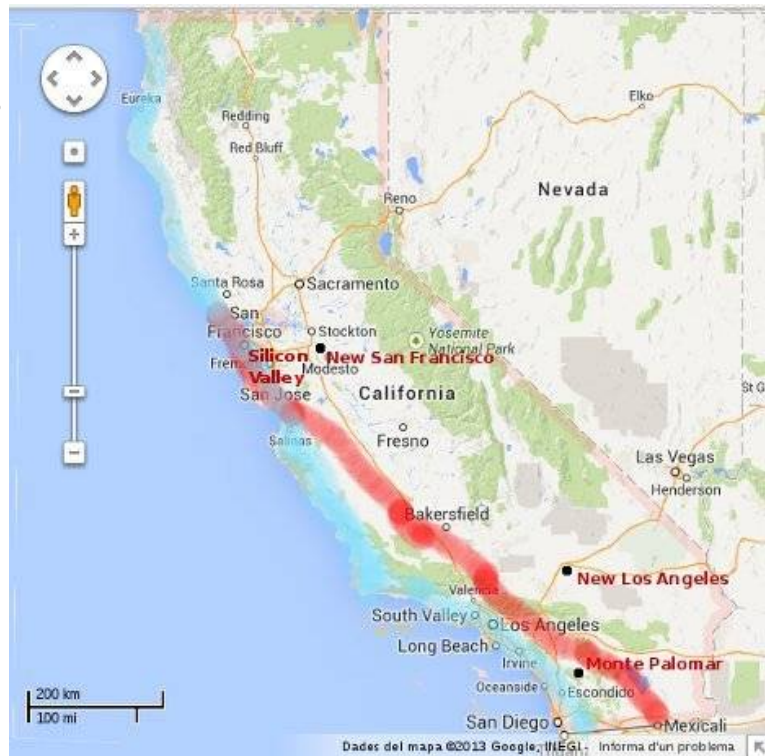 Eureka
Redding
Red Bluff
Elko
Reno
Nevada
Santa Rosa
Sacramento
San
Francisco
Stockton
Yosemite
National Park
Silicon
Valley
New San Francisco
Modesto
San Jose
California
Salinas
Fresno
Las Vegas
Henderson
Bakersfield
New Los Angeles
Valencia
South Valley
Los Angeles
Long Beach
Irvine
Monte Palomar
Oceanside
Escondido
200 km
100 mi
San Diego
Mexicali
Dades del mapa ©2013 Google, INEGI - Informa d'un problema